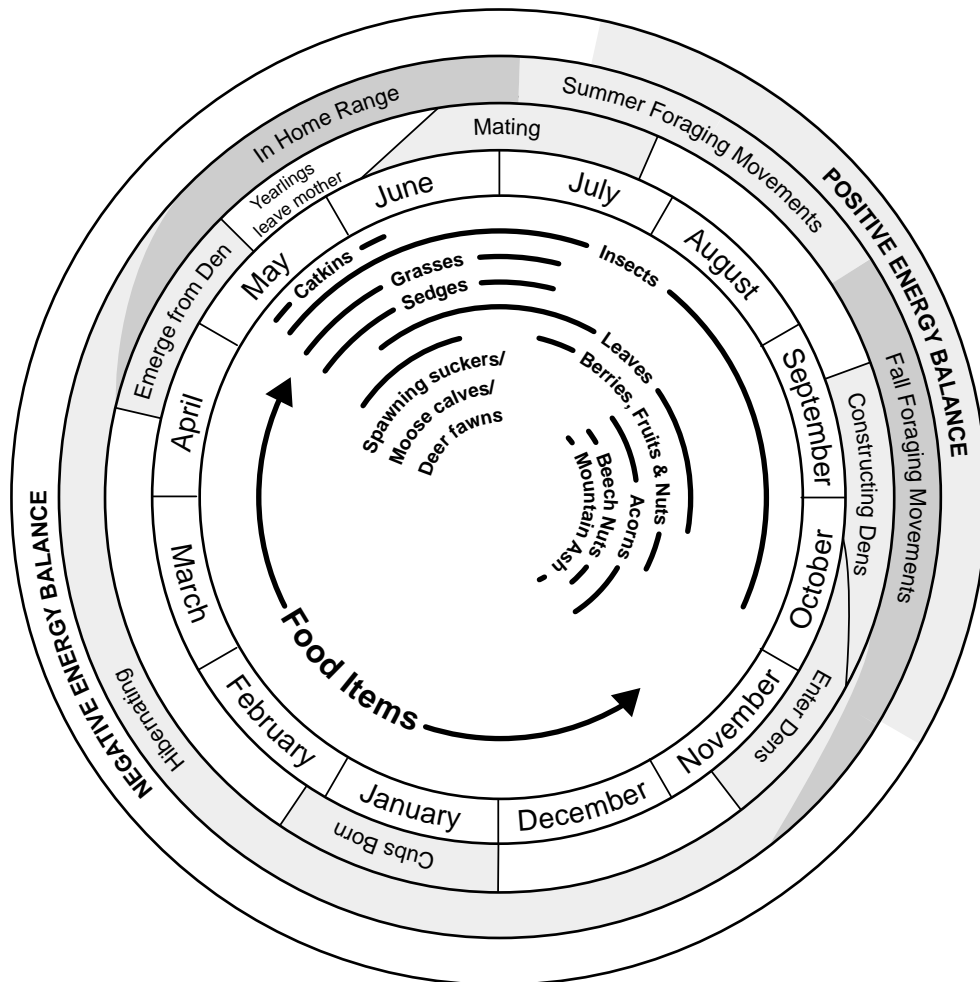 POSITIVE ENERGY BALANCE
NEGATIVE ENERGY BALANCE
In Home Range
Summer Foraging Movements
Fall Foraging Movements
Hibernating
Emerge from Den
Yearlings
leave mother
Mating
Constructing Dens
Enter Dens
Cubs Born
January
February
March
April
May
June
July
August
September
October
November
December
Catkins
Insects
Grasses
Sedges
Leaves
Berries, Fruits & Nuts
Spawning suckers/
Moose calves/
Deer fawns
Acorns
Beech Nuts
Mountain Ash
Food Items